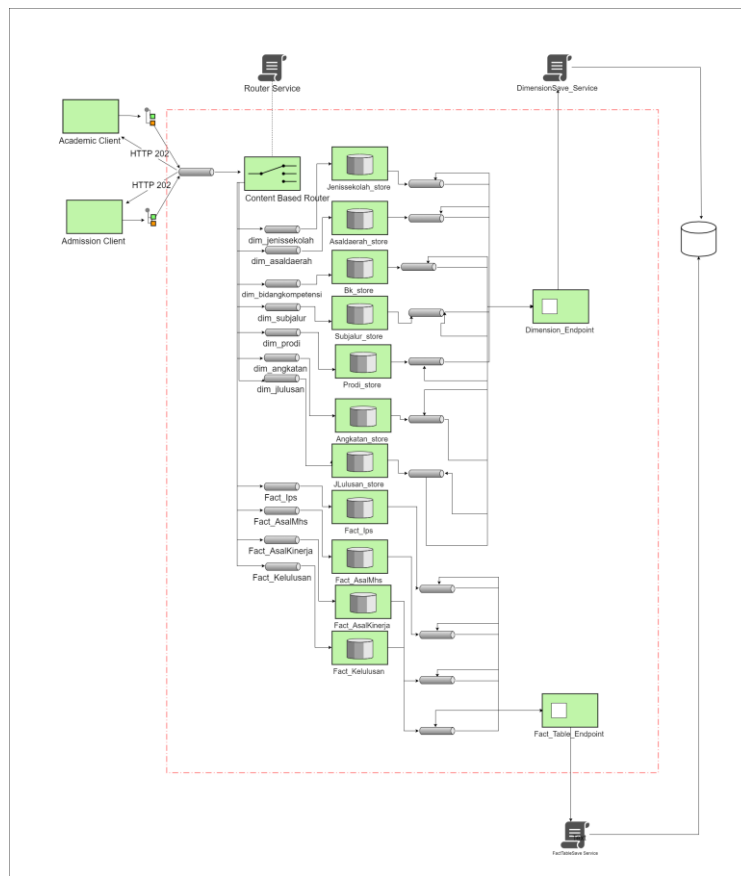 Router Service
DimensionSave_Service
Academic Client
HTTP 202
HTTP 202
Admission Client
Content Based Router
Jenissekolah_store
dim_jenissekolah
Asaldaerah_store
dim_asaldaerah
Bk_store
dim_bidangkompetensi
dim_subjalur
Subjalur_store
Dimension_Endpoint
dim_prodi
dim_angkatan
Prodi_store
dim_jlulusan
Angkatan_store
JLulusan_store
Fact_Ips
Fact_Ips
Fact_AsalMhs
Fact_AsalKinerja
Fact_AsalMhs
Fact_Kelulusan
Fact_AsalKinerja
Fact_Kelulusan
Fact_Table_Endpoint
FactTableSave Service